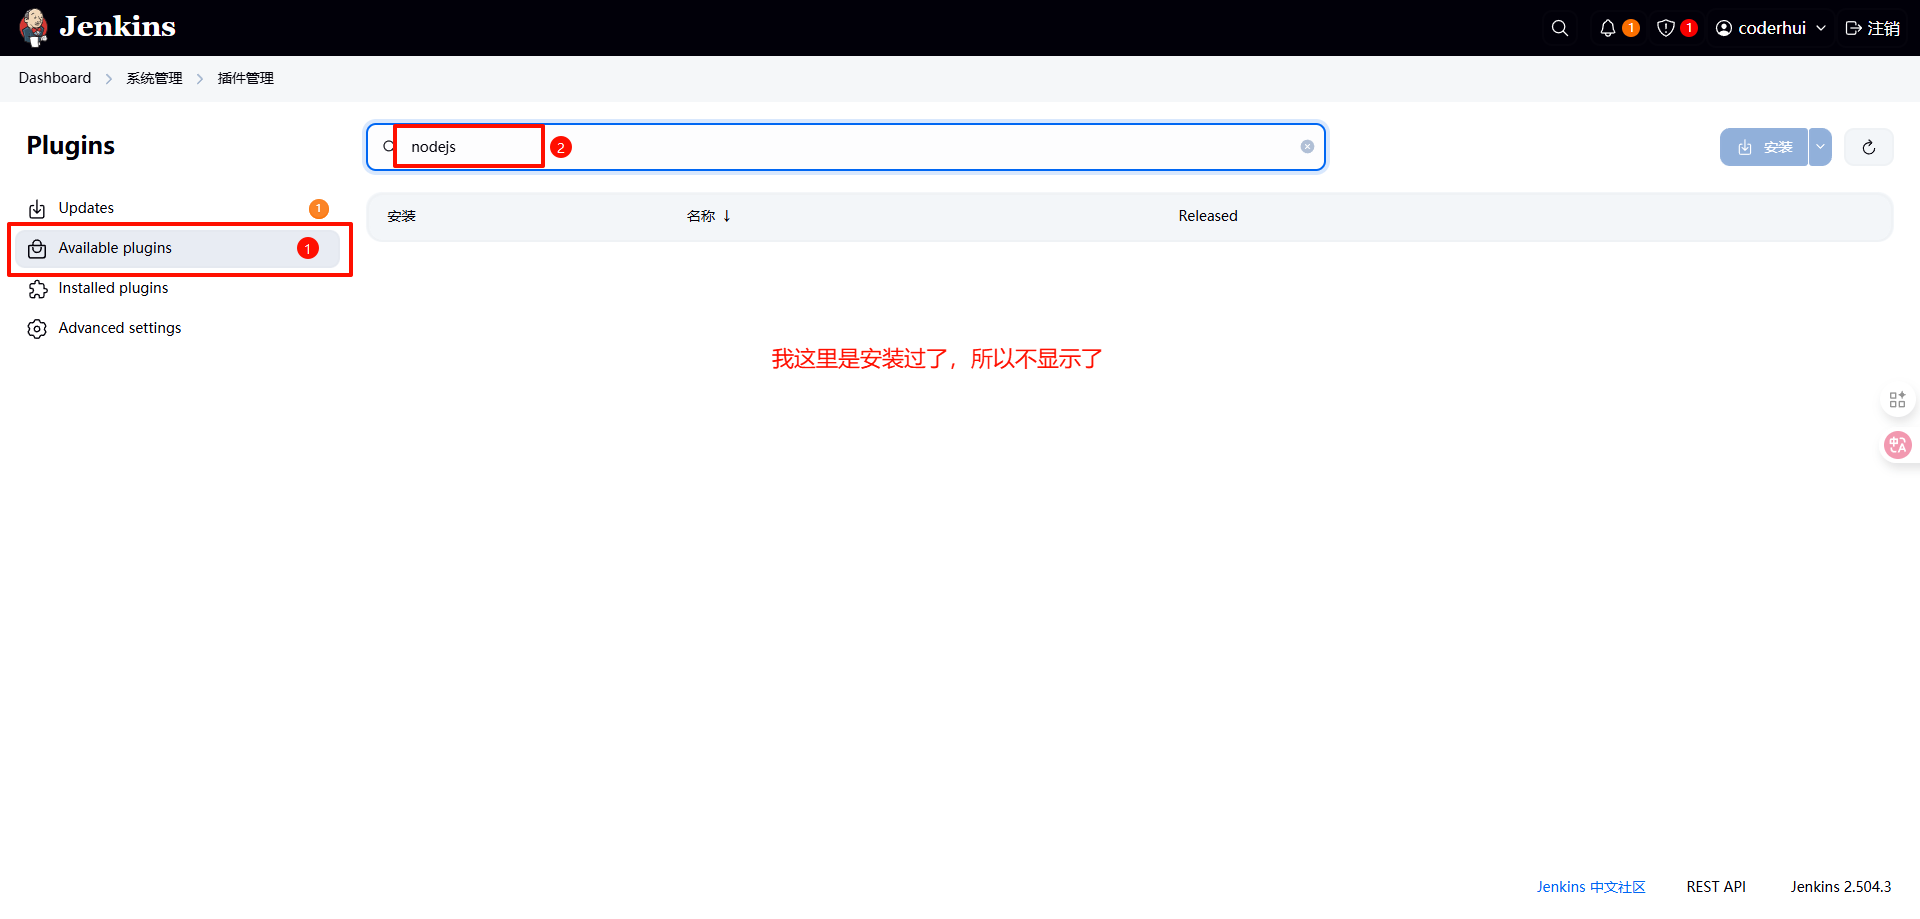 Jenkins
1
1
coderhui
注销
Dashboard
系统管理
插件管理
Plugins
nodejs
2
安装
Updates
1
Available plugins
1
Installed plugins
Advanced settings
安装
名称 ↓
Released
我这里是安装过了，所以不显示了
中A
Jenkins 中文社区
REST API
Jenkins 2.504.3